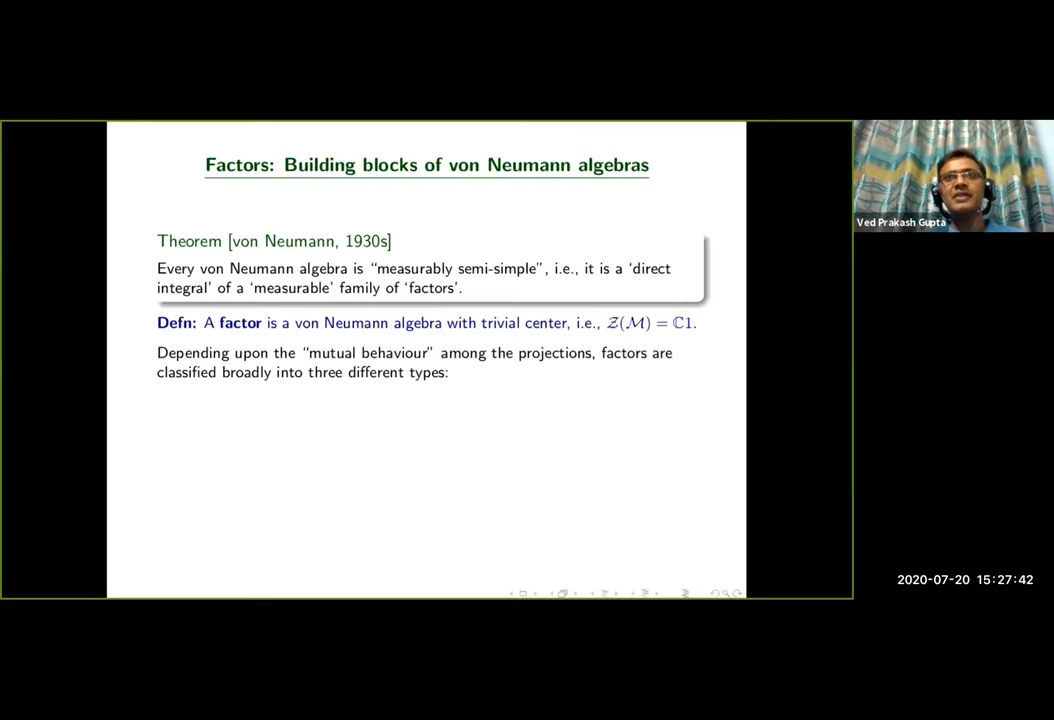 Factors: Building blocks of von Neumann algebras
Theorem [von Neumann, 1930s]
Every von Neumann algebra is “measurably semi-simple”, i.e., it is a ‘direct
integral’ of a ‘measurable’ family of ‘factors’.
Defn: A factor is a von Neumann algebra with trivial center, i.e., 𝒵(ℳ) = ℂ1.
Depending upon the “mutual behaviour” among the projections, factors are
classified broadly into three different types:
Ved Prakash Gupta
2020-07-20 15:27:42